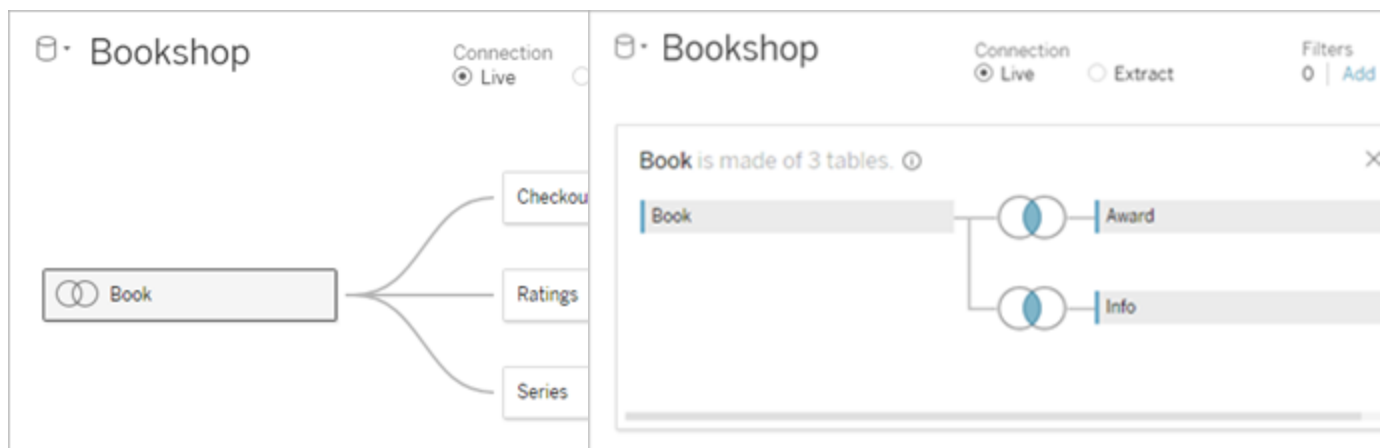 Bookshop
Connection
Live
Checkou
Book
Ratings
Series
Bookshop
Connection
Live
Extract
Filters
0 | Add
Book is made of 3 tables.
Book
Award
Info